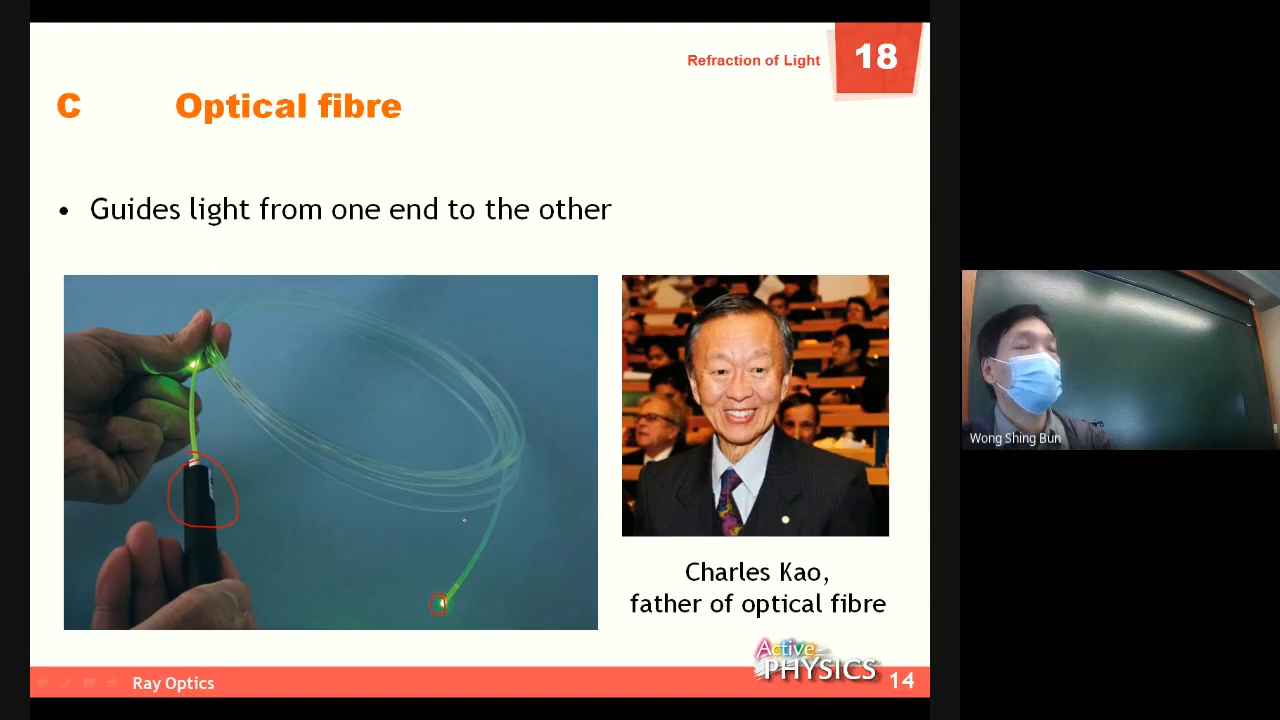 Refraction of Light
18
C Optical fibre
• Guides light from one end to the other
Charles Kao,
father of optical fibre
Active
PHYSICS
Ray Optics
14
Wong Shing Bun